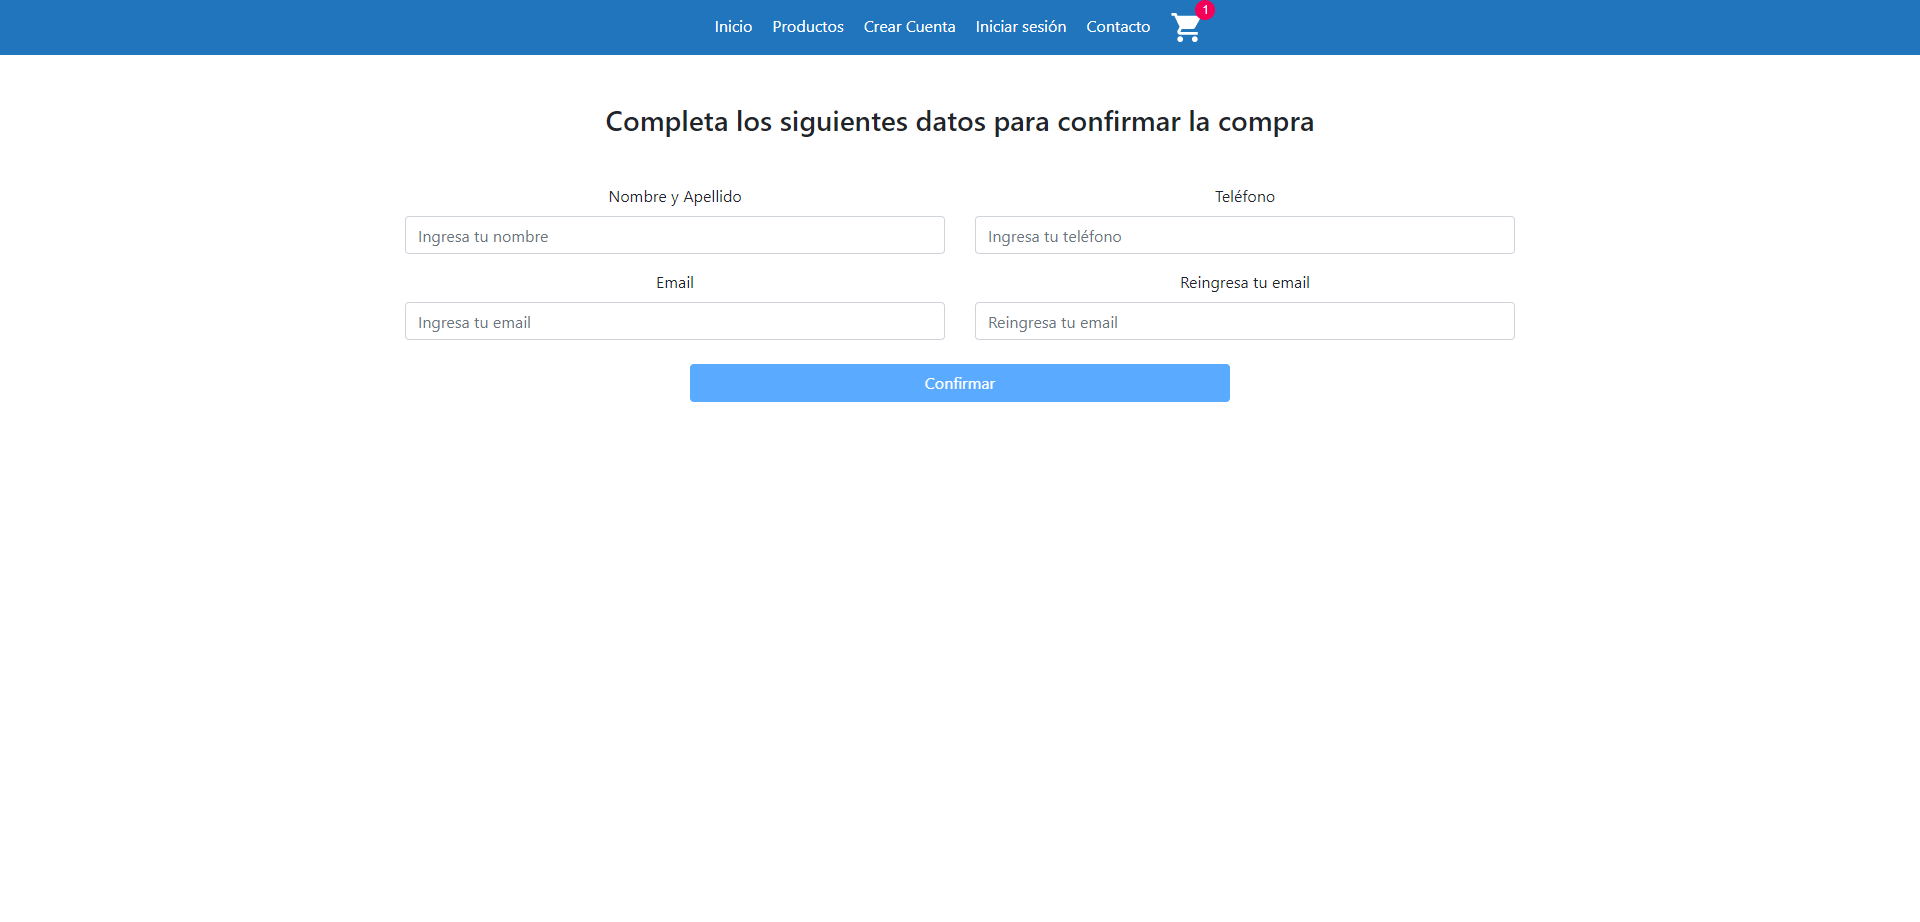 Inicio Productos Crear Cuenta Iniciar sesión Contacto 1
Completa los siguientes datos para confirmar la compra
Nombre y Apellido Teléfono
Ingresa tu nombre Ingresa tu teléfono
Email Reingresa tu email
Ingresa tu email Reingresa tu email
Confirmar